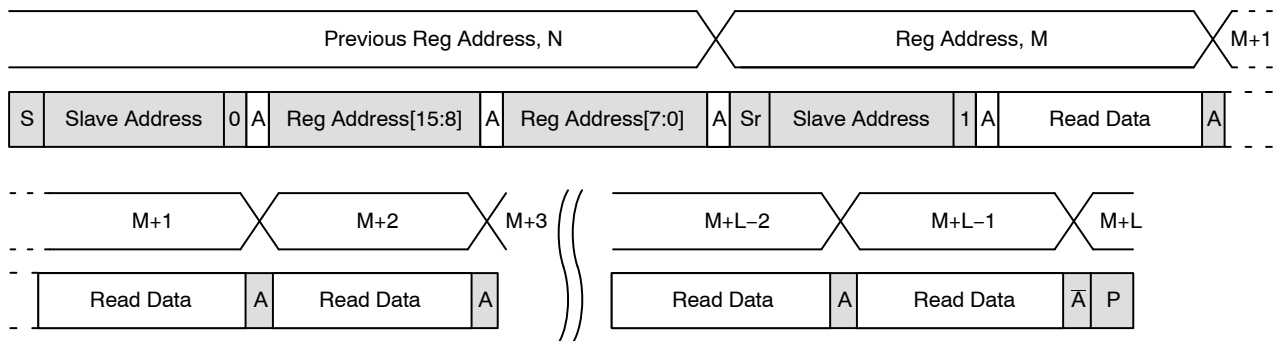 Previous Reg Address, N Reg Address, M M+1
S Slave Address 0 A Reg Address[15:8] A Reg Address[7:0] A Sr Slave Address 1 A Read Data A
M+1 M+2 M+3 M+L−2 M+L−1 M+L
Read Data A Read Data A Read Data A Read Data A̅ P